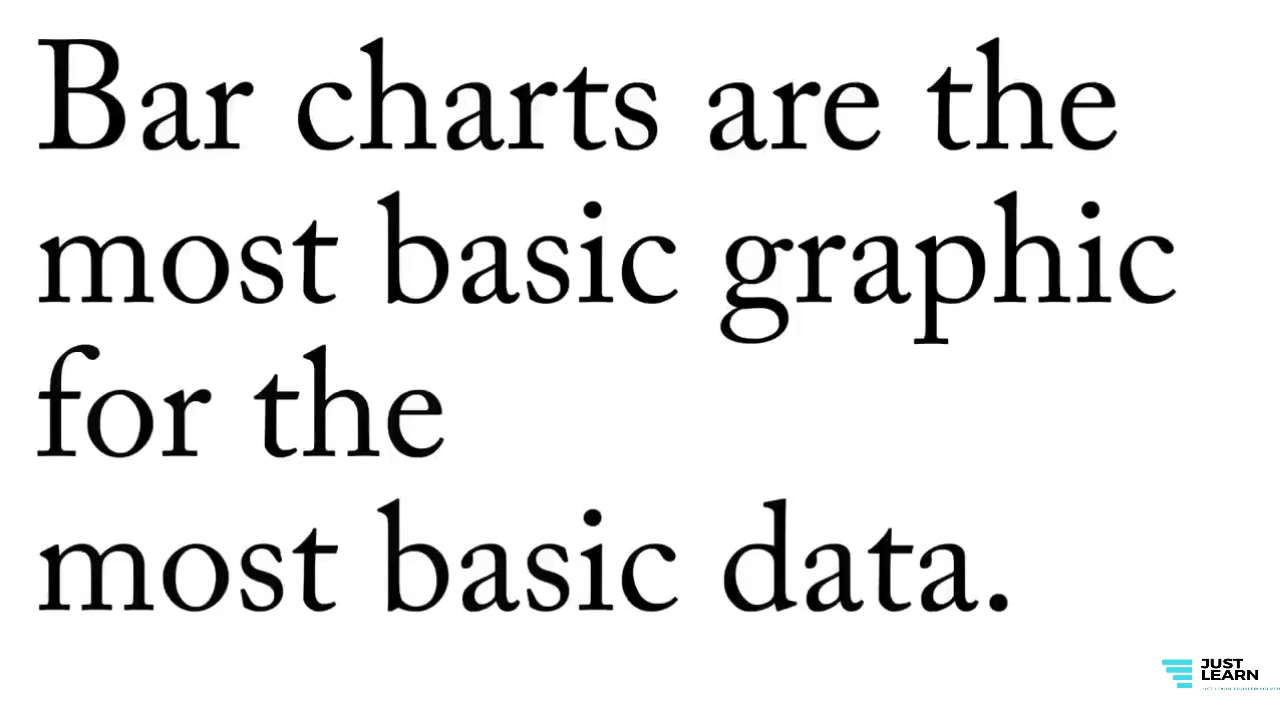 Bar charts are the
most basic graphic
for the
most basic data.
JUST
LEARN